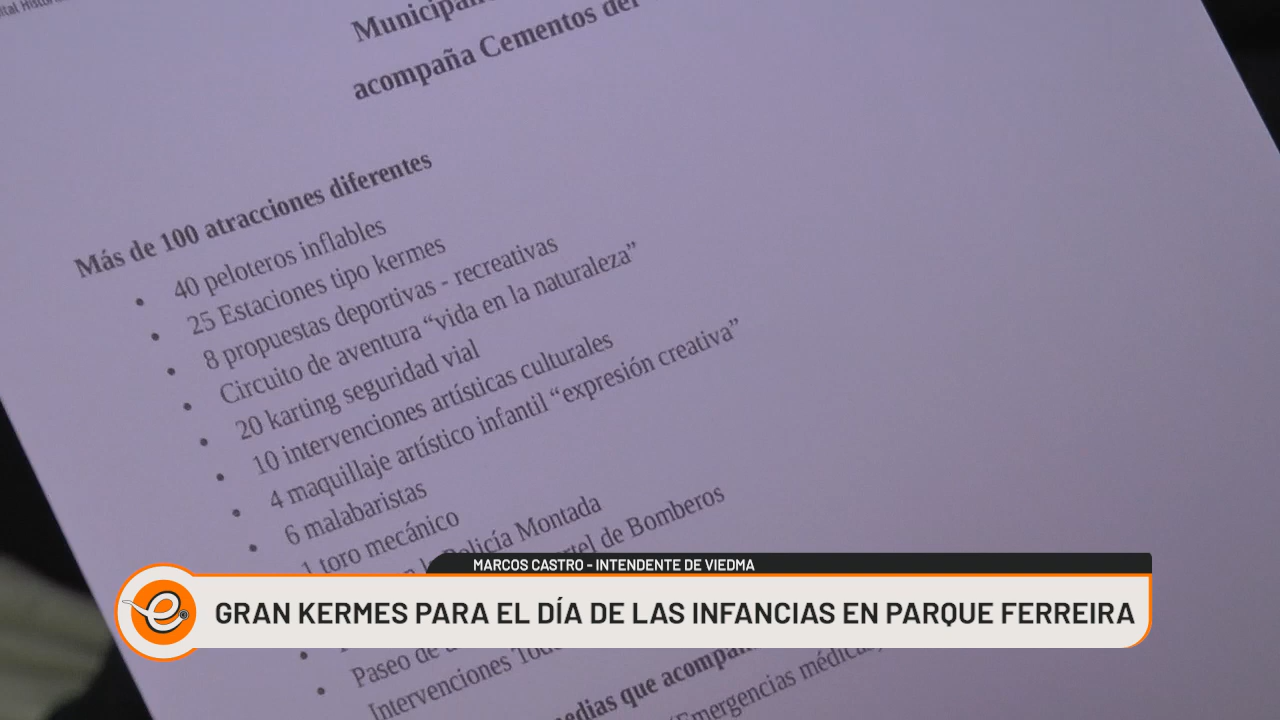 Municipali
acompaña Cementos del
Más de 100 atracciones diferentes
• 40 peloteros inflables
• 25 Estaciones tipo kermes
• 8 propuestas deportivas - recreativas
• Circuito de aventura “vida en la naturaleza”
• 20 karting seguridad vial
• 10 intervenciones artísticas culturales
• 4 maquillaje artístico infantil “expresión creativa”
• 6 malabaristas
1 toro mecánico
Policía Montada
de Bomberos
MARCOS CASTRO - INTENDENTE DE VIEDMA
GRAN KERMES PARA EL DÍA DE LAS INFANCIAS EN PARQUE FERREIRA
• Paseo de
• Intervenciones
que acompañ
Emergencias médicas